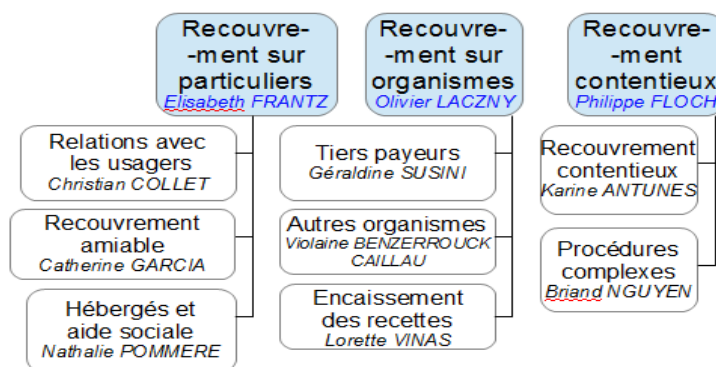 Recouvre-
-ment sur
particuliers
Elisabeth FRANTZ
Relations avec
les usagers
Christian COLLET
Recouvrement
amiable
Catherine GARCIA
Hébergés et
aide sociale
Nathalie POMMERE
Recouvre-
-ment sur
organismes
Olivier LACZNY
Tiers payeurs
Géraldine SUSINI
Autres organismes
Violaine BENZERROUCK
CAILLAU
Encaissement
des recettes
Lorette VINAS
Recouvre-
-ment
contentieux
Philippe FLOCH
Recouvrement
contentieux
Karine ANTUNES
Procédures
complexes
Briand NGUYEN